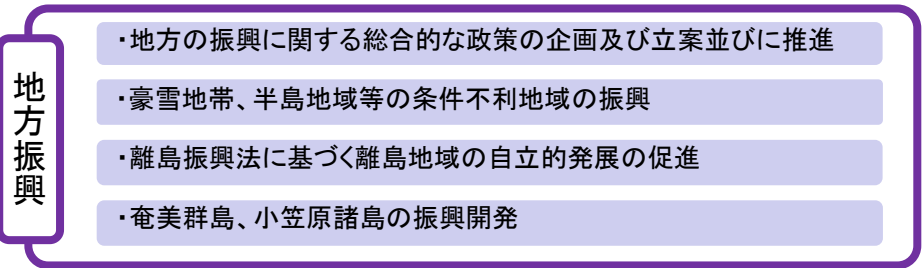 地方振興
・地方の振興に関する総合的な政策の企画及び立案並びに推進
・豪雪地帯、半島地域等の条件不利地域の振興
・離島振興法に基づく離島地域の自立的発展の促進
・奄美群島、小笠原諸島の振興開発